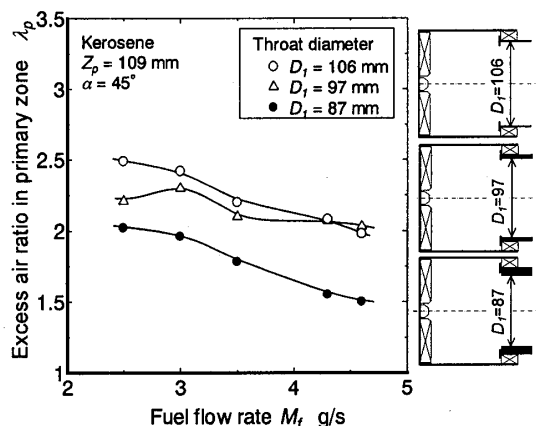 Excess air ratio in primary zone λp
3.5
3
2.5
2
1.5
1
Kerosene
Zp = 109 mm
α = 45°
Throat diameter
D1 = 106 mm
D1 = 97 mm
D1 = 87 mm
2
3
4
5
Fuel flow rate Mf g/s
D1 = 106
D1 = 97
D1 = 87